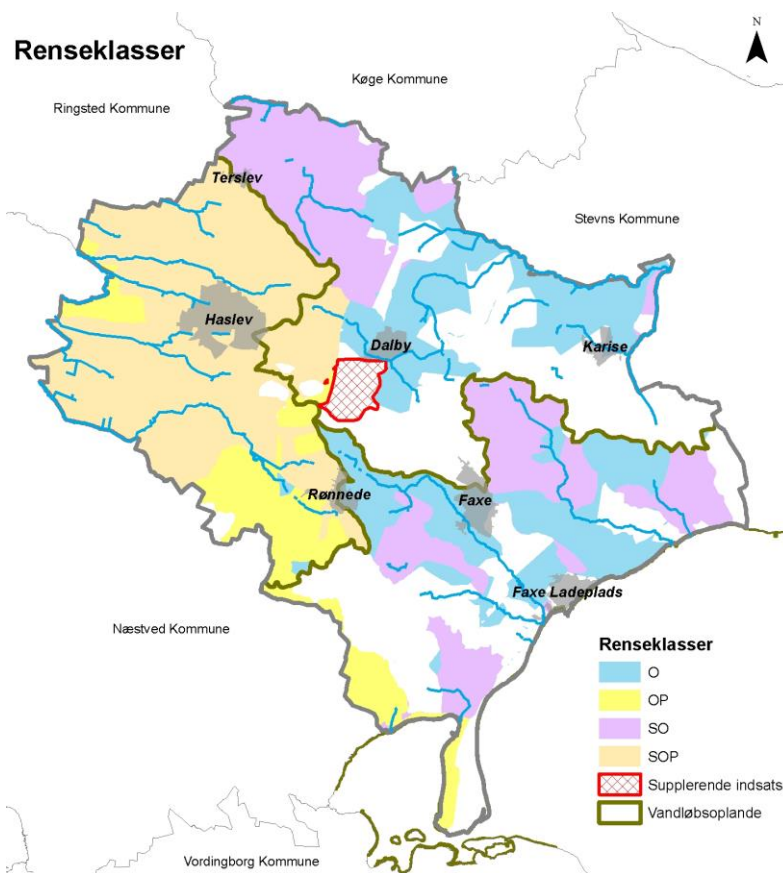 Renseklasser
N
Køge Kommune
Ringsted Kommune
Terslev
Stevns Kommune
Haslev
Dalby
Karise
Rønnede
Faxe
Faxe Ladeplads
Næstved Kommune
Renseklasser
O
OP
SO
SOP
Supplerende indsats
Vandløbsoplande
Vordingborg Kommune